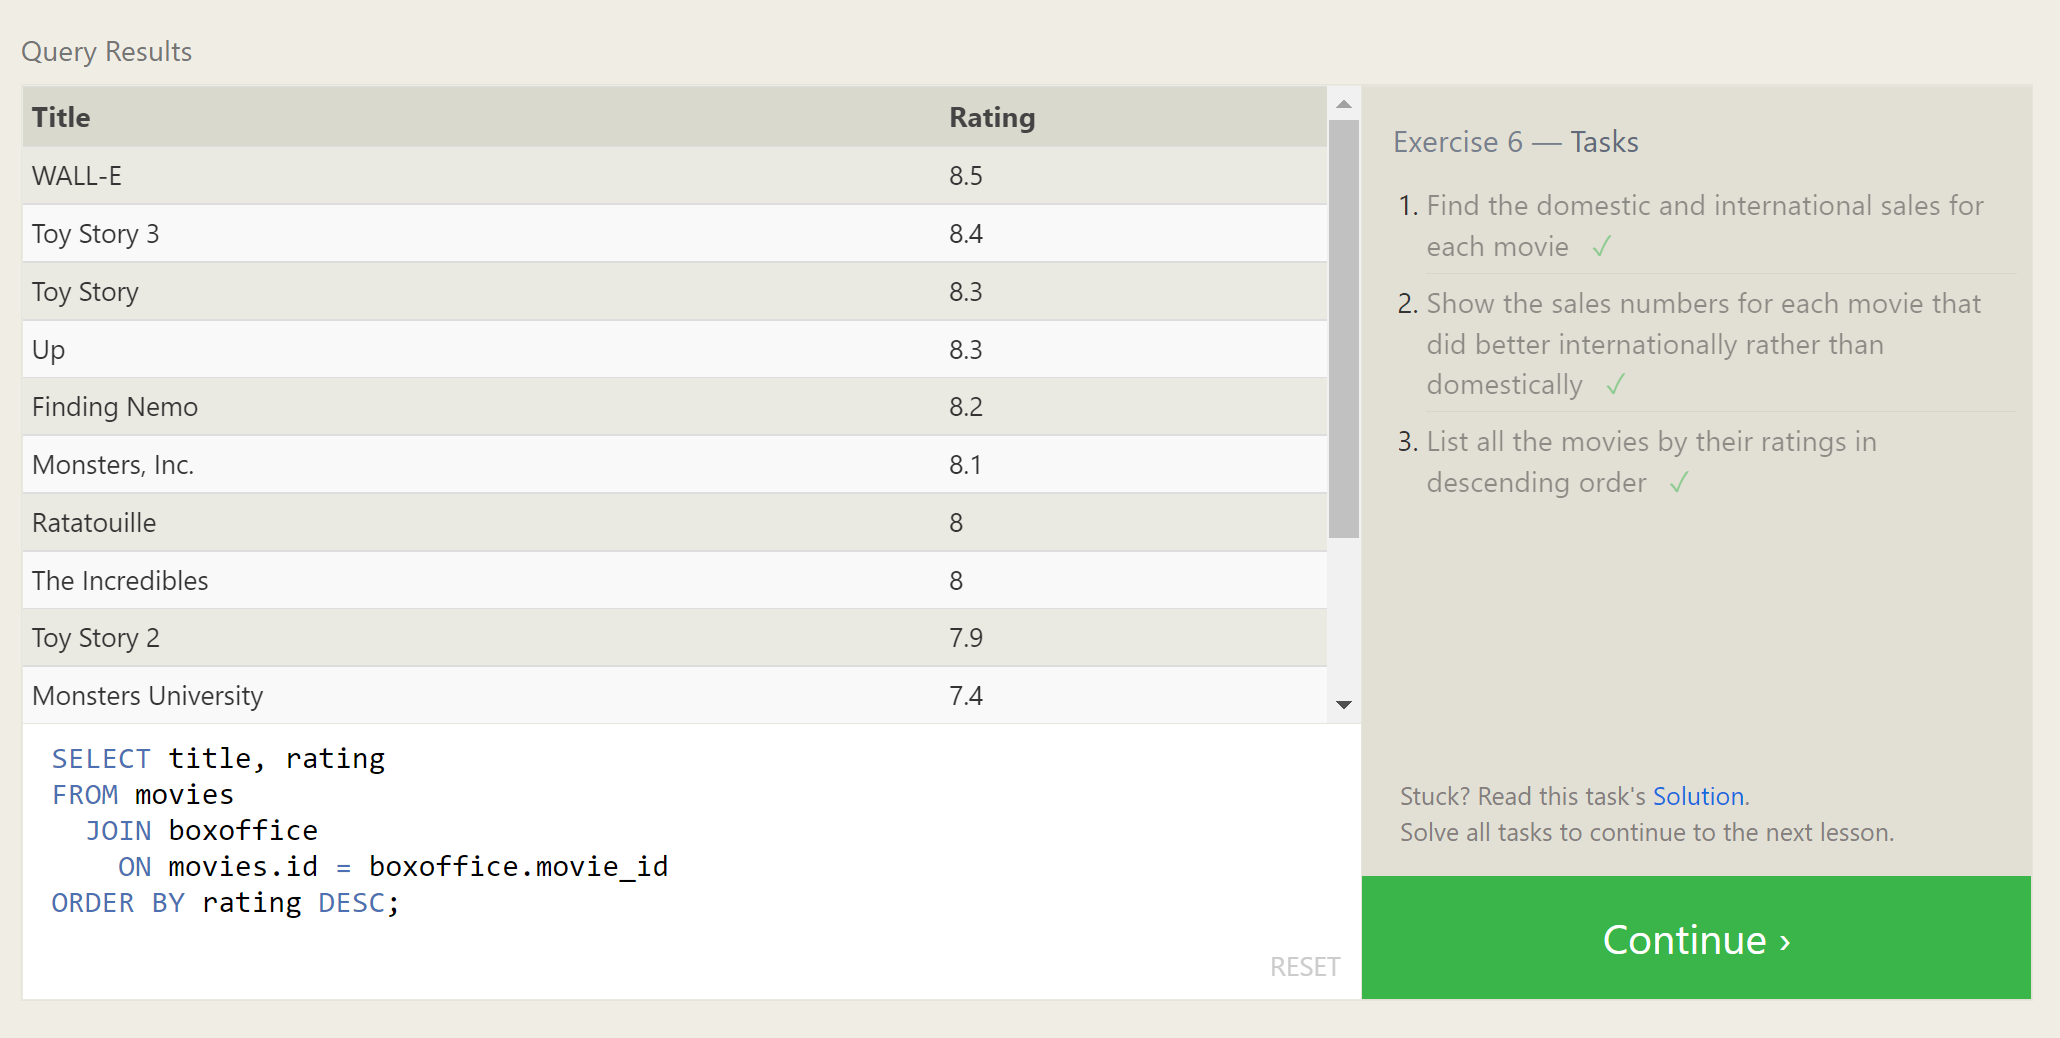 Query Results
Title Rating
WALL-E 8.5
Toy Story 3 8.4
Toy Story 8.3
Up 8.3
Finding Nemo 8.2
Monsters, Inc. 8.1
Ratatouille 8
The Incredibles 8
Toy Story 2 7.9
Monsters University 7.4
SELECT title, rating
FROM movies
JOIN boxoffice
ON movies.id = boxoffice.movie_id
ORDER BY rating DESC;
RESET
Exercise 6 — Tasks
1. Find the domestic and international sales for
each movie ✓
2. Show the sales numbers for each movie that
did better internationally rather than
domestically ✓
3. List all the movies by their ratings in
descending order ✓
Stuck? Read this task's Solution.
Solve all tasks to continue to the next lesson.
Continue ›